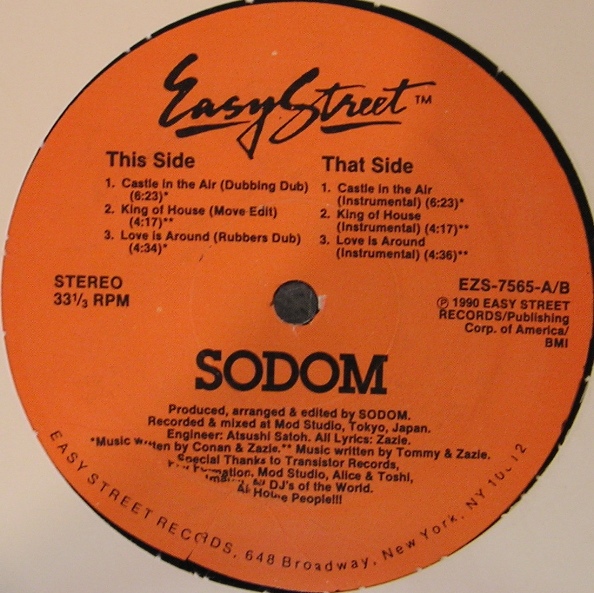 Easy Street TM
This Side
1. Castle in the Air (Dubbing Dub)
(6:23)*
2. King of House (Move Edit)
(4:17)**
3. Love is Around (Rubbers Dub)
(4:34)*
That Side
1. Castle in the Air
(Instrumental) (6:23)*
2. King of House
(Instrumental) (4:17)**
3. Love is Around
(Instrumental) (4:36)**
STEREO
33⅓ RPM
EZS-7565-A/B
Ⓟ 1990 EASY STREET
RECORDS/Publishing
Corp. of America/
BMI
SODOM
Produced, arranged & edited by SODOM.
Recorded & mixed at Mod Studio, Tokyo, Japan.
Engineer: Atsushi Satoh. All Lyrics: Zazie.
*Music written by Conan & Zazie.** Music written by Tommy & Zazie.
Special Thanks to Transistor Records,
Mod Studio, Alice & Toshi,
DJ's of the World.
All House People!!!
EASY STREET RECORDS, 648 Broadway, New York, NY